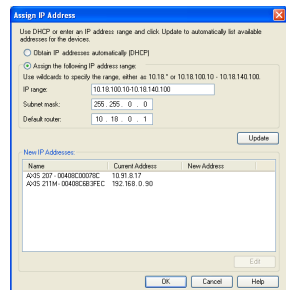 Assign IP Address
Use DHCP or enter an IP address range and click Update to automatically list available
addresses for the devices.
Obtain IP addresses automatically (DHCP)
Assign the following IP address range:
Use wildcards to specify the range, either as 10.18.* or 10.18.100.10 - 10.18.140.100.
IP range: 10.18.100.10-10.18.140.100
Subnet mask: 255 . 255 . 0 . 0
Default router: 10 . 18 . 0 . 1
Update
New IP Addresses:
Name Current Address New Address
AXIS 207 - 00408C00078C 10.91.8.17
AXIS 211M - 00408C6B3FEC 192.168.0.90
Edit
OK Cancel Help